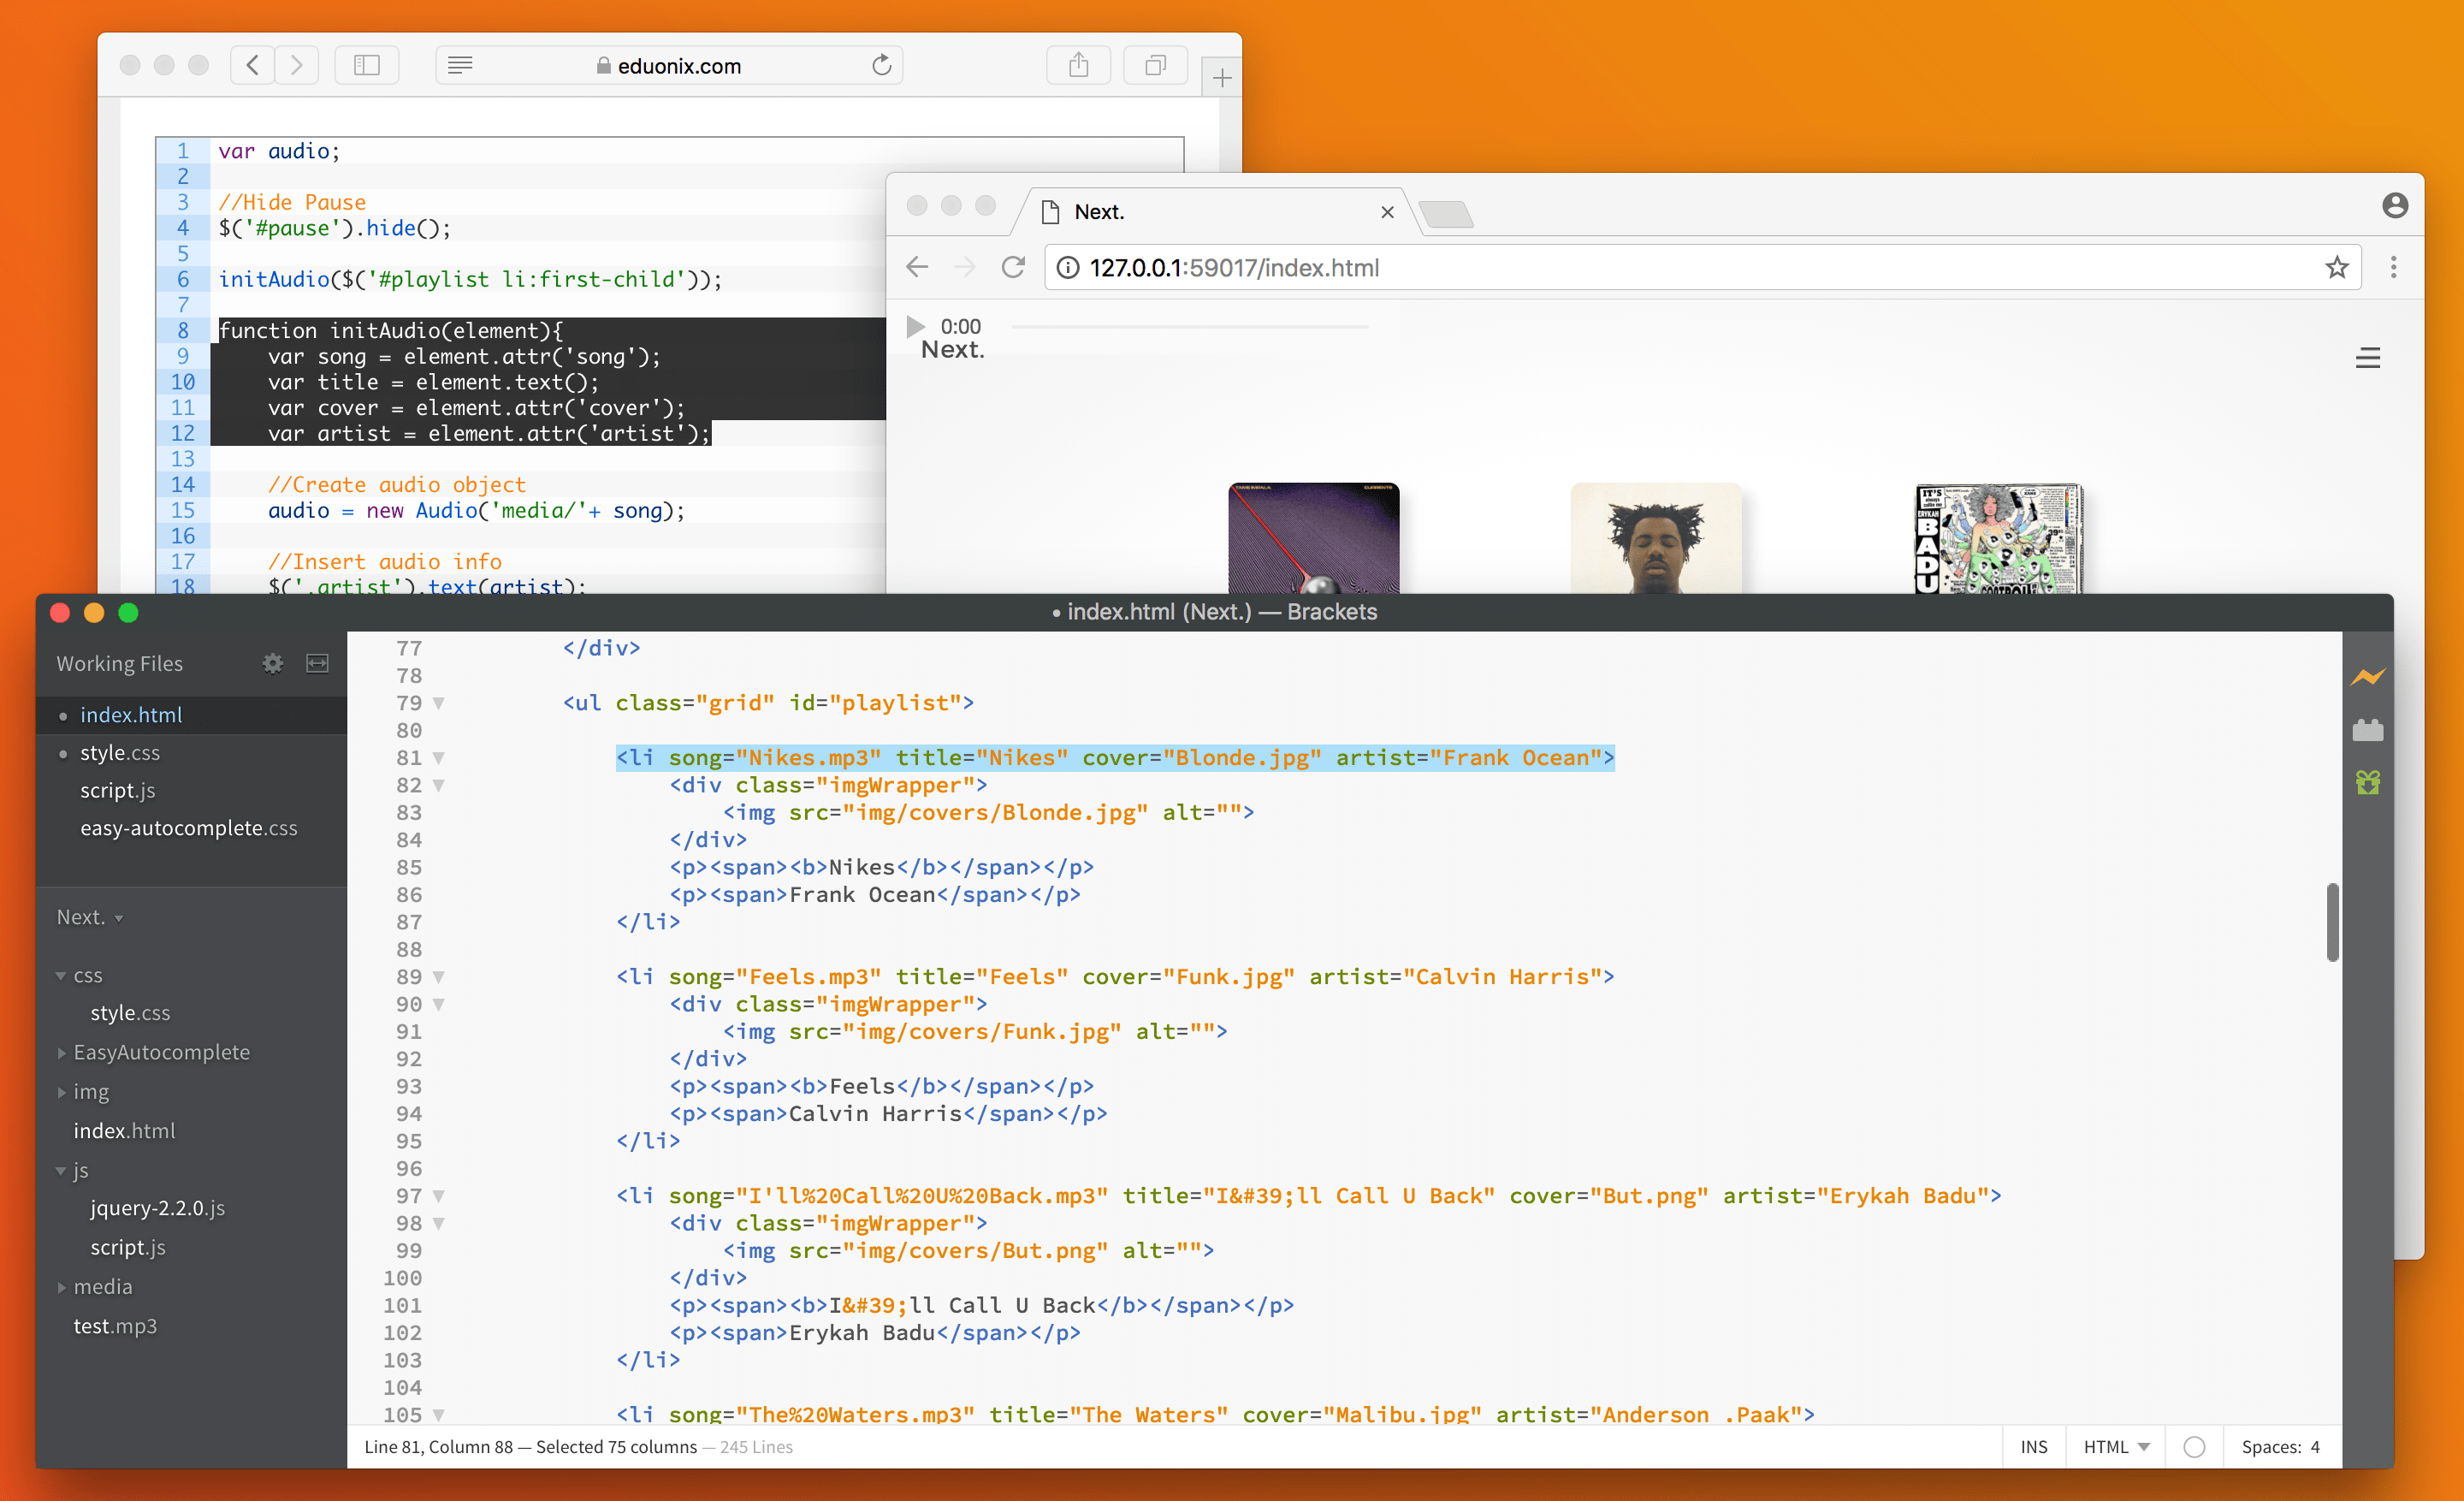 eduonix.com
1 var audio;
2
3 //Hide Pause
4 $('#pause').hide();
5
6 initAudio($('#playlist li:first-child'));
7
8 function initAudio(element){
9 var song = element.attr('song');
10 var title = element.text();
11 var cover = element.attr('cover');
12 var artist = element.attr('artist');
13
14 //Create audio object
15 audio = new Audio('media/'+ song);
16
17 //Insert audio info
18 $('.artist').text(artist);
Next.
127.0.0.1:59017/index.html
0:00
Next.
TAME IMPALA
IT'S
ERYKAH
BADU
• index.html (Next.) — Brackets
Working Files
index.html
style.css
script.js
easy-autocomplete.css
Next.
css
style.css
EasyAutocomplete
img
index.html
js
jquery-2.2.0.js
script.js
media
test.mp3
77 </div>
78
79 <ul class="grid" id="playlist">
80
81 <li song="Nikes.mp3" title="Nikes" cover="Blonde.jpg" artist="Frank Ocean">
82 <div class="imgWrapper">
83 <img src="img/covers/Blonde.jpg" alt="">
84 </div>
85 <p><span><b>Nikes</b></span></p>
86 <p><span>Frank Ocean</span></p>
87 </li>
88
89 <li song="Feels.mp3" title="Feels" cover="Funk.jpg" artist="Calvin Harris">
90 <div class="imgWrapper">
91 <img src="img/covers/Funk.jpg" alt="">
92 </div>
93 <p><span><b>Feels</b></span></p>
94 <p><span>Calvin Harris</span></p>
95 </li>
96
97 <li song="I'll%20Call%20U%20Back.mp3" title="I&#39;ll Call U Back" cover="But.png" artist="Erykah Badu">
98 <div class="imgWrapper">
99 <img src="img/covers/But.png" alt="">
100 </div>
101 <p><span><b>I&#39;ll Call U Back</b></span></p>
102 <p><span>Erykah Badu</span></p>
103 </li>
104
105 <li song="The%20Waters.mp3" title="The Waters" cover="Malibu.jpg" artist="Anderson .Paak">
Line 81, Column 88 — Selected 75 columns — 245 Lines
INS
HTML
Spaces: 4